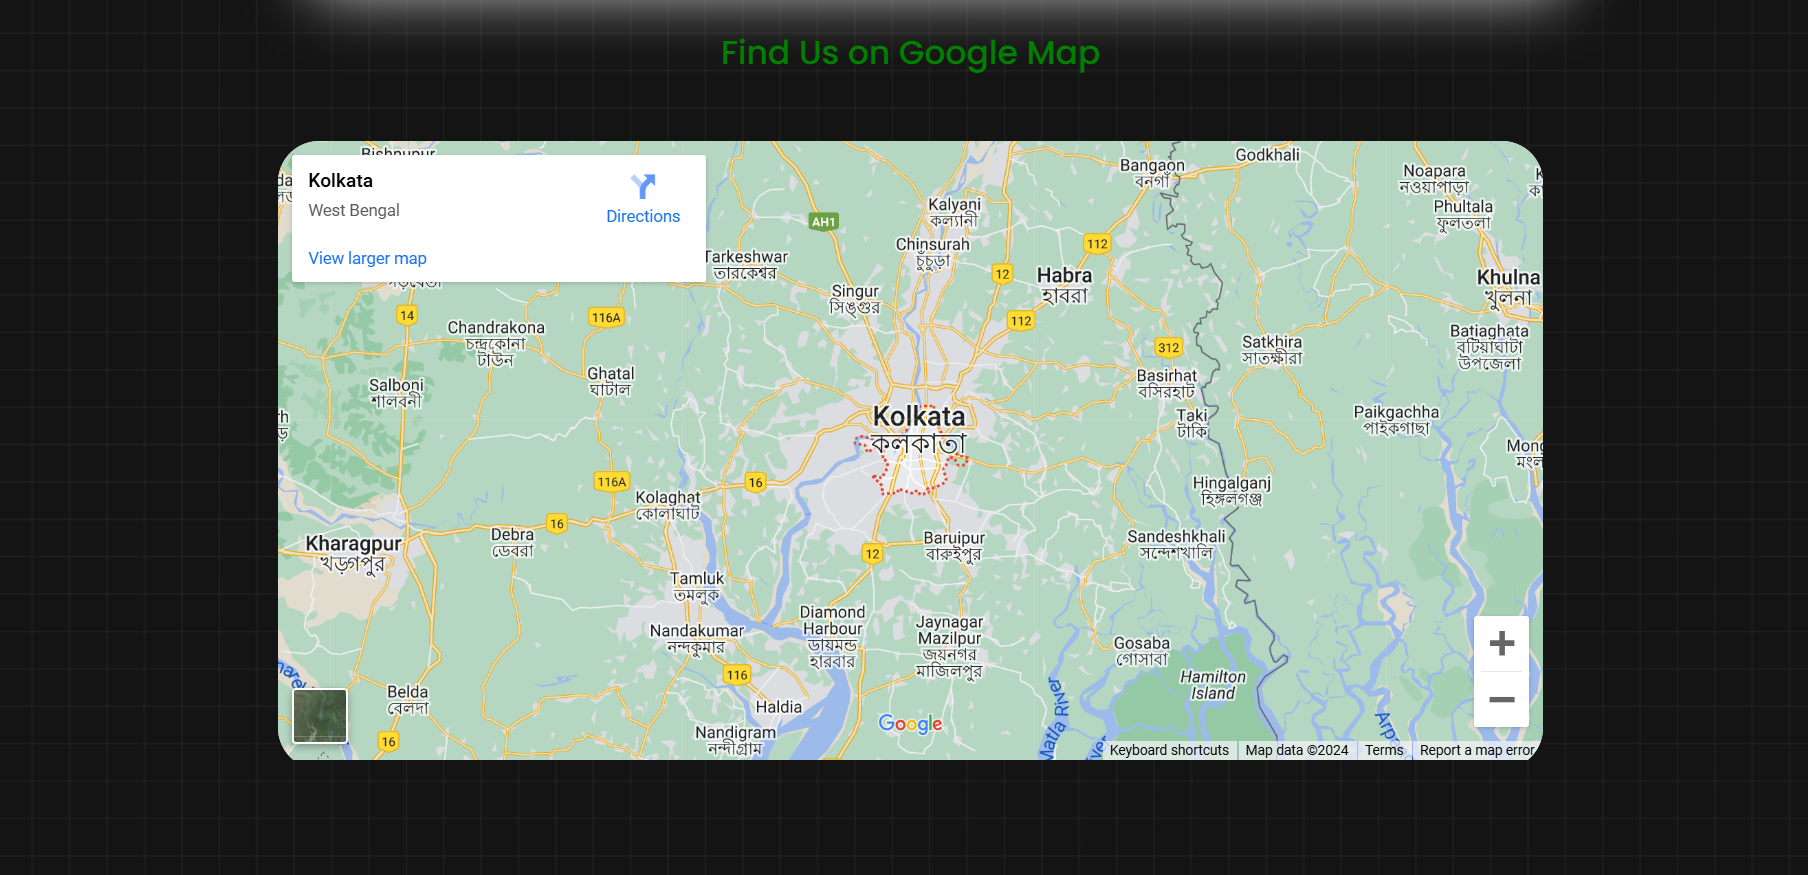 Find Us on Google Map
Kolkata
West Bengal
Directions
View larger map
Bangaon
বনগাঁ
Godkhali
Noapara
নওয়াপাড়া
Phultala
ফুলতলা
Kalyani
কল্যানী
AH1
Chinsurah
চুঁচুড়া
112
Tarkeshwar
তারকেশ্বর
12
Habra
হাবরা
Khulna
খুলনা
Singur
সিঙ্গুর
14
116A
112
Chandrakona
চন্দ্রকোনা
টাউন
Batiaghata
বটিয়াঘাটা
উপজেলা
312
Satkhira
সাতক্ষীরা
Ghatal
ঘাটাল
Salboni
শালবনী
Basirhat
বসিরহাট
Kolkata
কলকাতা
Taki
টাকি
Paikgachha
পাইকগাছা
116A
16
Kolaghat
কোলাঘাট
Hingalganj
হিঙ্গলগঞ্জ
16
Debra
ডেবরা
Kharagpur
খড়্গপুর
12
Baruipur
বারুইপুর
Sandeshkhali
সন্দেশখালি
Tamluk
তমলুক
Diamond
Harbour
ডায়মন্ড
হারবার
Jaynagar
Mazilpur
জয়নগর
মাজিলপুর
Nandakumar
নন্দকুমার
Gosaba
গোসাবা
116
Hamilton
Island
Belda
বেলদা
Haldia
Matla River
Google
Nandigram
নন্দীগ্রাম
16
Keyboard shortcuts
Map data ©2024
Terms
Report a map error